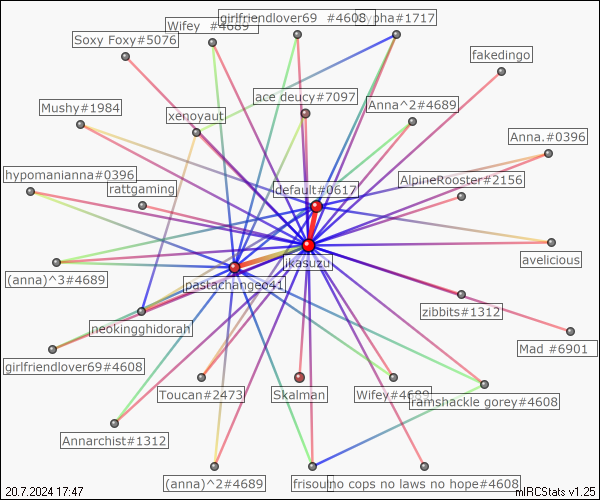 girlfriendlover69 #4608
Wifey #4689
#1717
Soxy Foxy#5076
fakedingo
ace deucy#7097
Mushy#1984
Anna^2#4689
xenoyaut
Anna.#0396
hypomanianna#0396
AlpineRooster#2156
rattgaming
default#0617
avelicious
jkasuzu
(anna)^3#4689
pastachangeo41
zibbits#1312
neokingghidorah
Mad #6901
girlfriendlover69#4608
Toucan#2473
Skalman
Wifey#4689
ramshackle gorey#4608
Annarchist#1312
(anna)^2#4689
frisou
no cops no laws no hope#4608
20.7.2024 17:47
mIRCStats v1.25